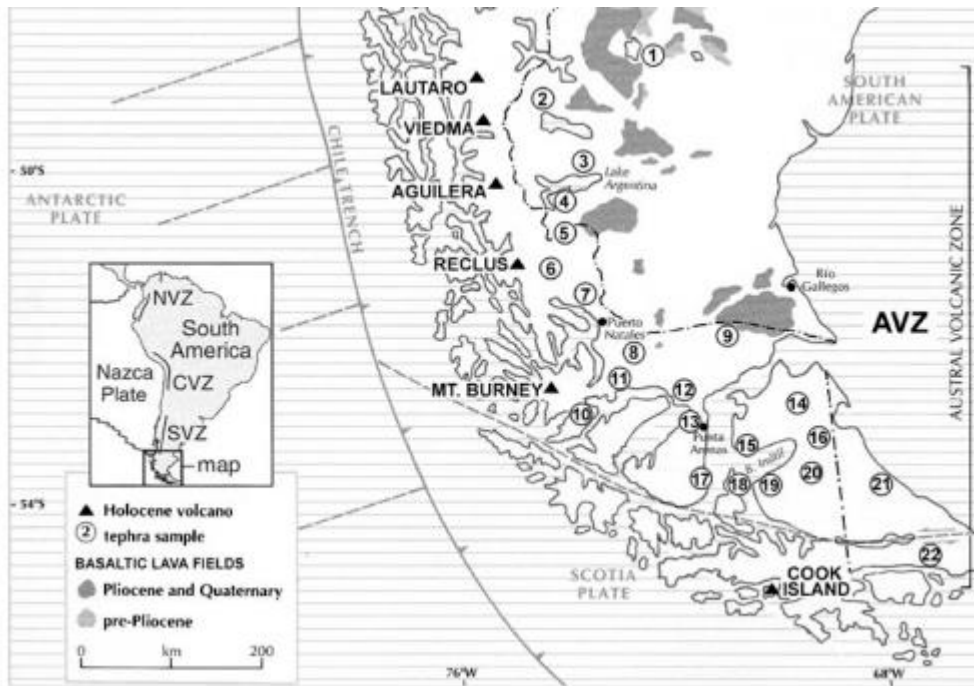 1
LAUTARO
2
SOUTH
AMERICAN
PLATE
VIEDMA
CHILE TRENCH
50°S
3
Lake
Argentina
ANTARCTIC
PLATE
AGUILERA
4
5
RECLUS
6
7
Río
Gallegos
AUSTRAL VOLCANIC ZONE
NVZ
South
America
Nazca
Plate
CVZ
SVZ
map
Puerto
Natales
9
AVZ
8
MT. BURNEY
11
12
10
13
Punta
Arenas
14
15
16
B. Inútil
17
18
19
20
21
54°S
22
SCOTIA
PLATE
COOK
ISLAND
Holocene volcano
2 tephra sample
BASALTIC LAVA FIELDS
Pliocene and Quaternary
pre-Pliocene
0 km 200
76°W
68°W